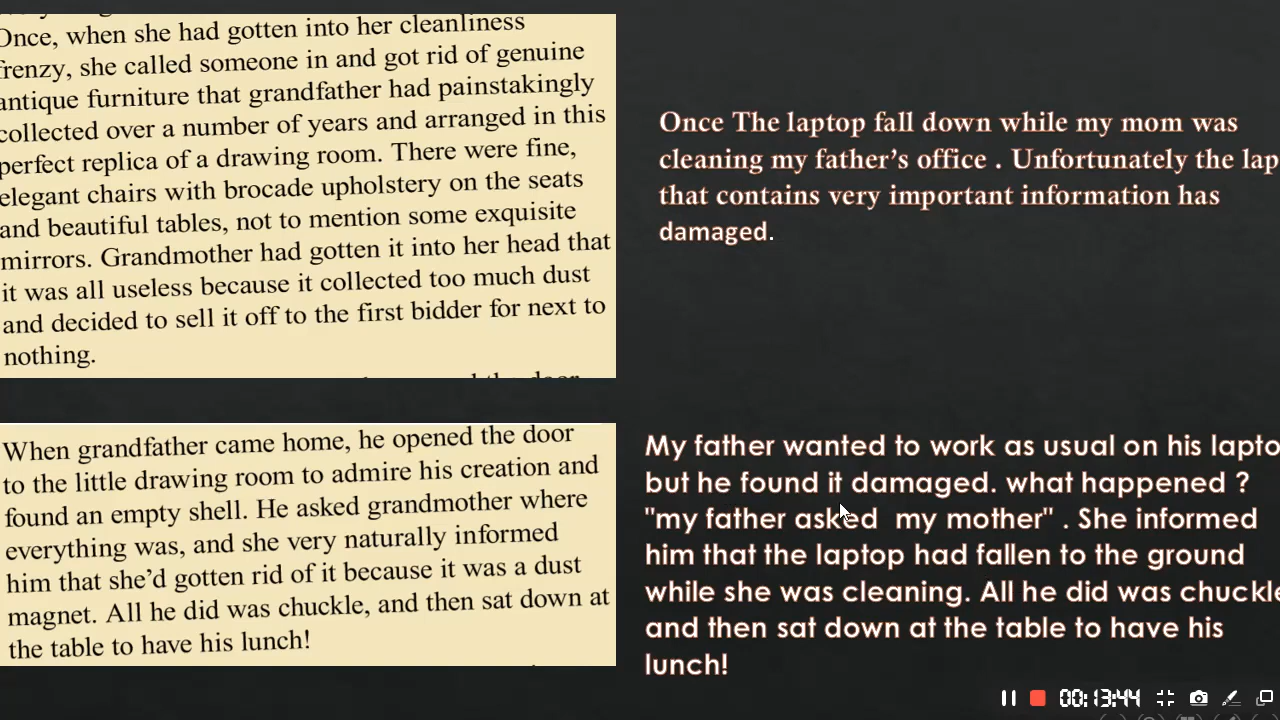 Once, when she had gotten into her cleanliness
frenzy, she called someone in and got rid of genuine
antique furniture that grandfather had painstakingly
collected over a number of years and arranged in this
perfect replica of a drawing room. There were fine,
elegant chairs with brocade upholstery on the seats
and beautiful tables, not to mention some exquisite
mirrors. Grandmother had gotten it into her head that
it was all useless because it collected too much dust
and decided to sell it off to the first bidder for next to
nothing.
Once The laptop fall down while my mom was
cleaning my father's office . Unfortunately the lap
that contains very important information has
damaged.
When grandfather came home, he opened the door
to the little drawing room to admire his creation and
found an empty shell. He asked grandmother where
everything was, and she very naturally informed
him that she'd gotten rid of it because it was a dust
magnet. All he did was chuckle, and then sat down at
the table to have his lunch!
My father wanted to work as usual on his lapto
but he found it damaged. what happened ?
"my father asked my mother" . She informed
him that the laptop had fallen to the ground
while she was cleaning. All he did was chuckle
and then sat down at the table to have his
lunch!
00:13:44